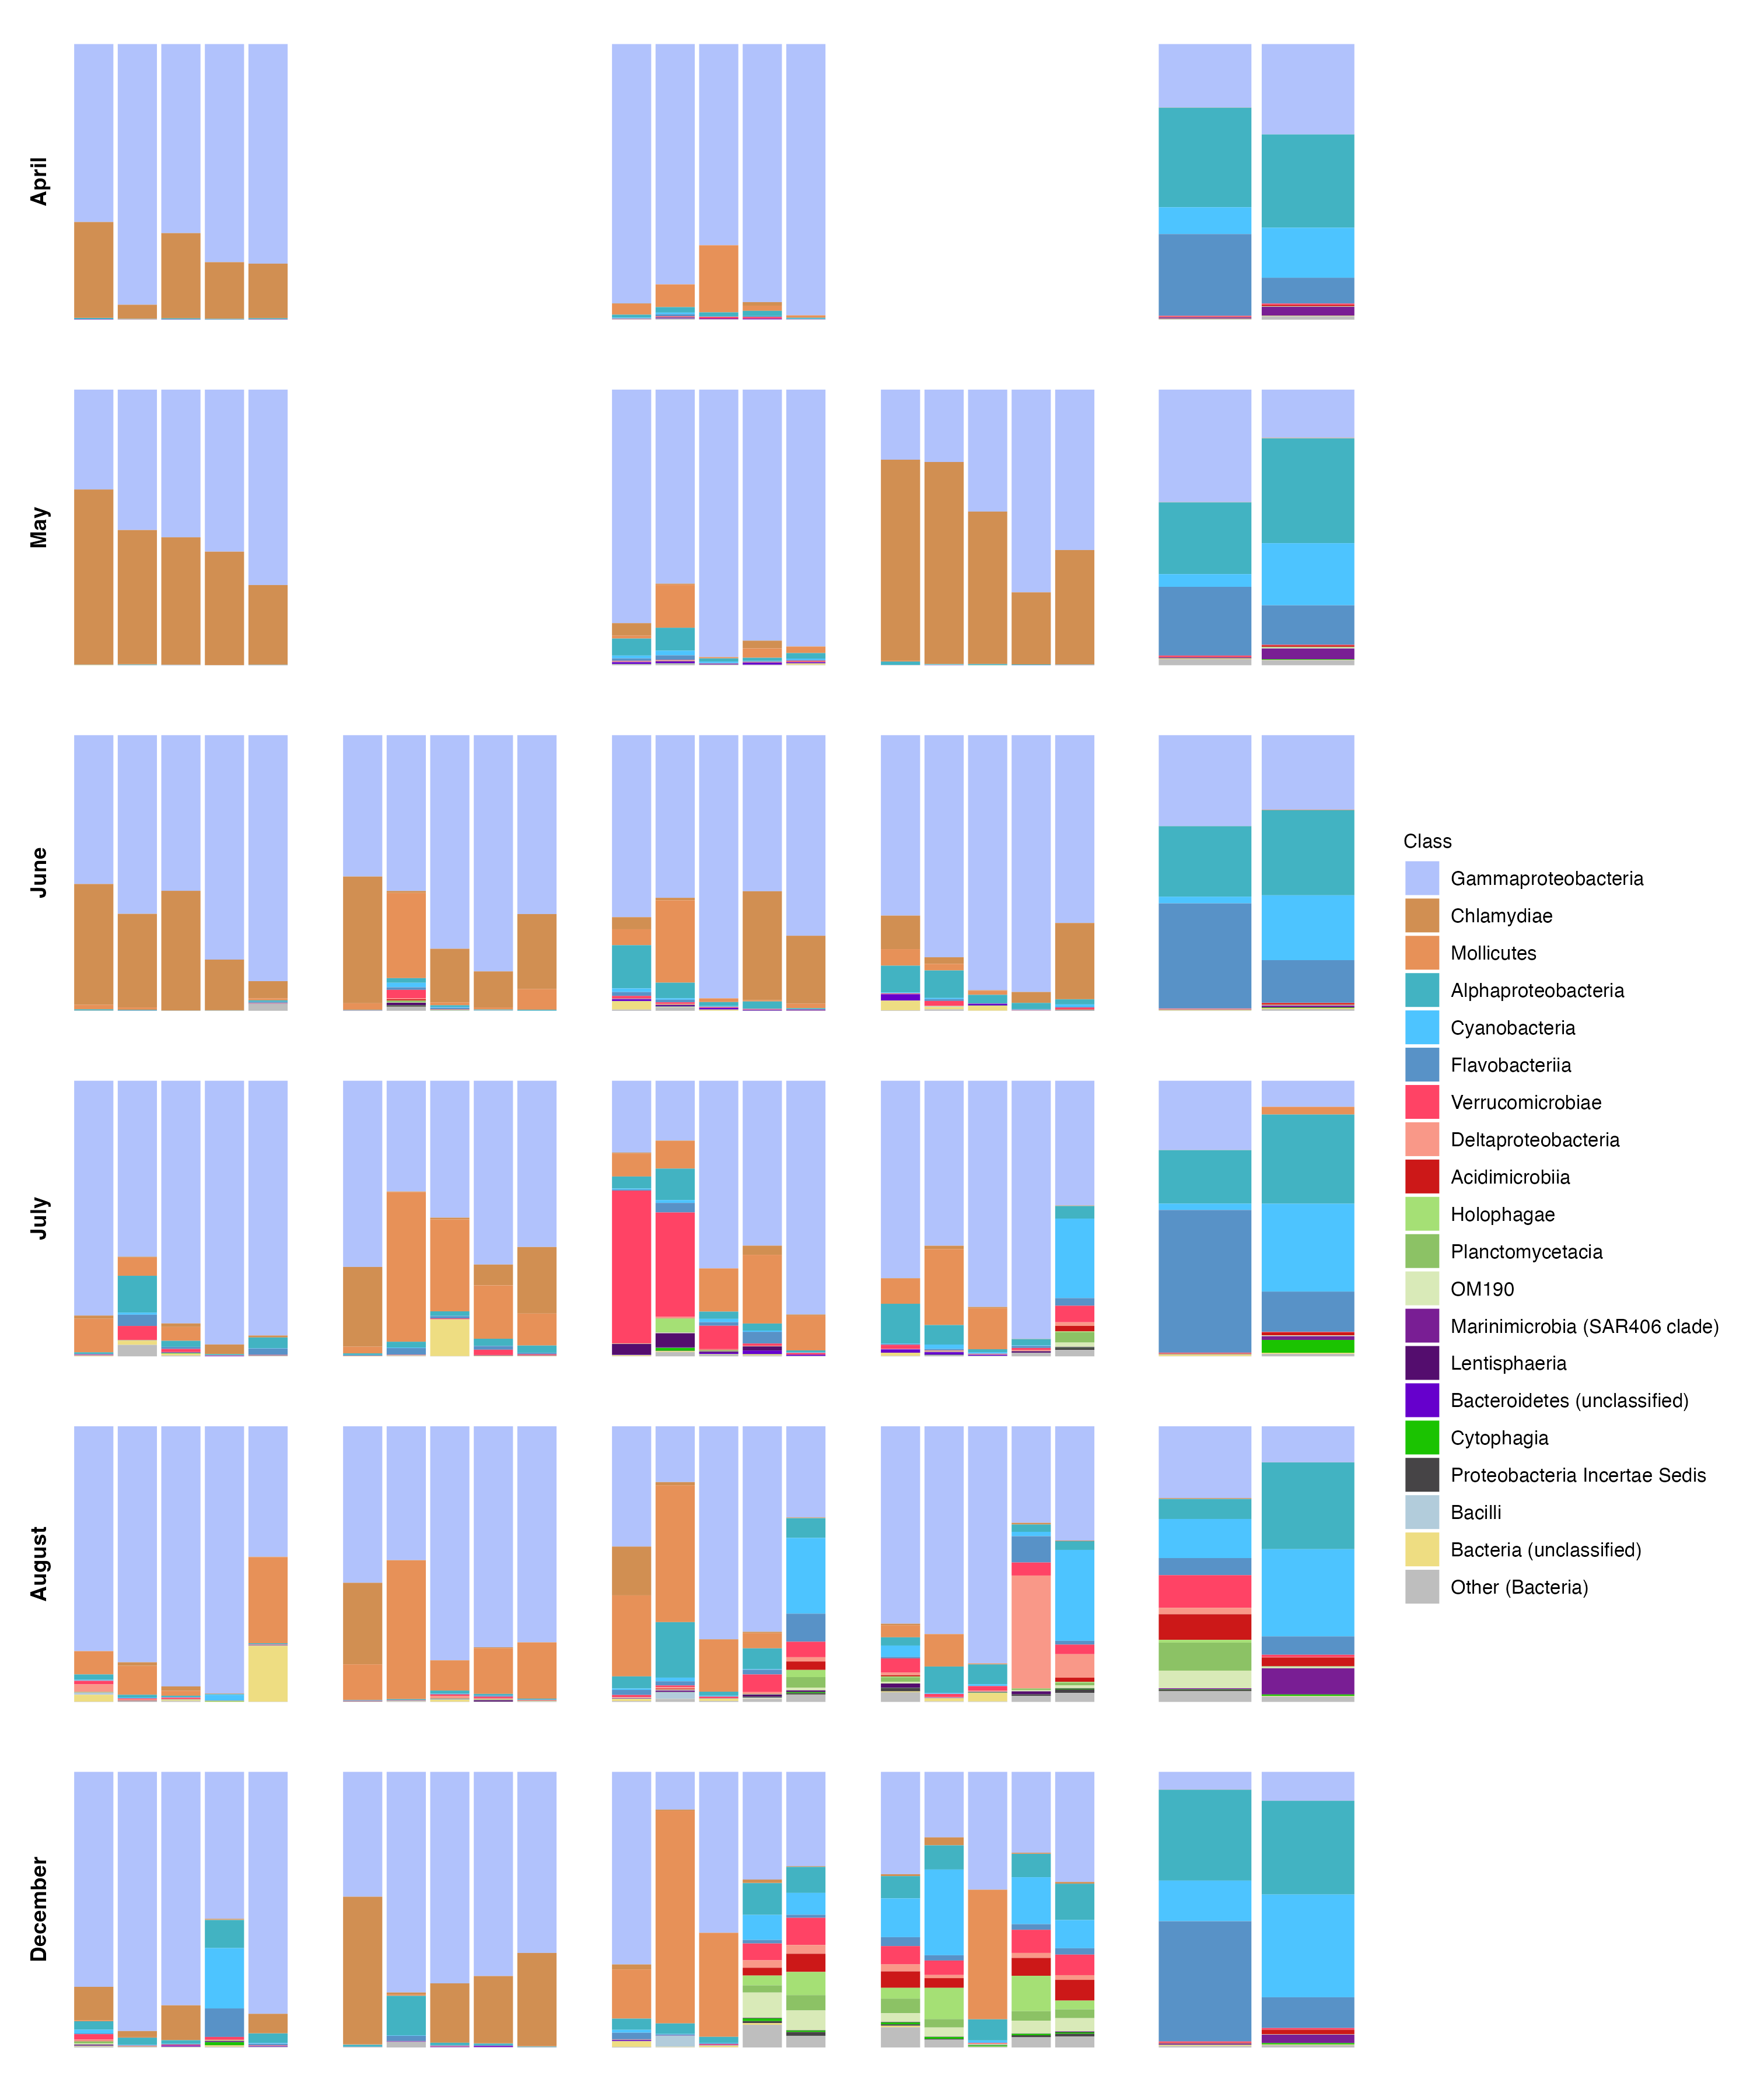 April
May
June
July
August
December
Class
Gammaproteobacteria
Chlamydiae
Mollicutes
Alphaproteobacteria
Cyanobacteria
Flavobacteriia
Verrucomicrobiae
Deltaproteobacteria
Acidimicrobiia
Holophagae
Planctomycetacia
OM190
Marinimicrobia (SAR406 clade)
Lentisphaeria
Bacteroidetes (unclassified)
Cytophagia
Proteobacteria Incertae Sedis
Bacilli
Bacteria (unclassified)
Other (Bacteria)